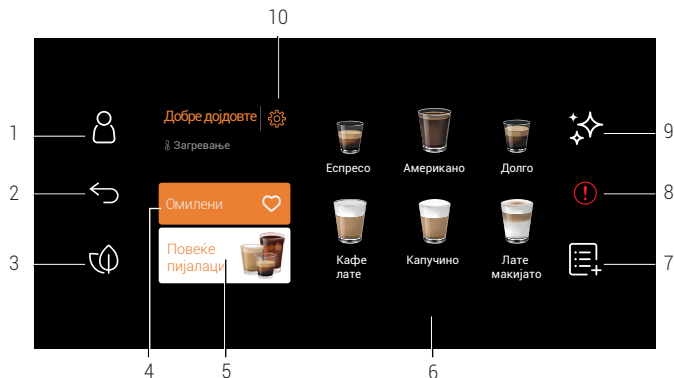 10
1
Добре дојдовте
9
Загревање
Еспресо
Американо
Долго
2
Омилени
8
3
Повеќе
пијалаци
Кафе
лате
Капучино
Лате
макијато
7
4
5
6